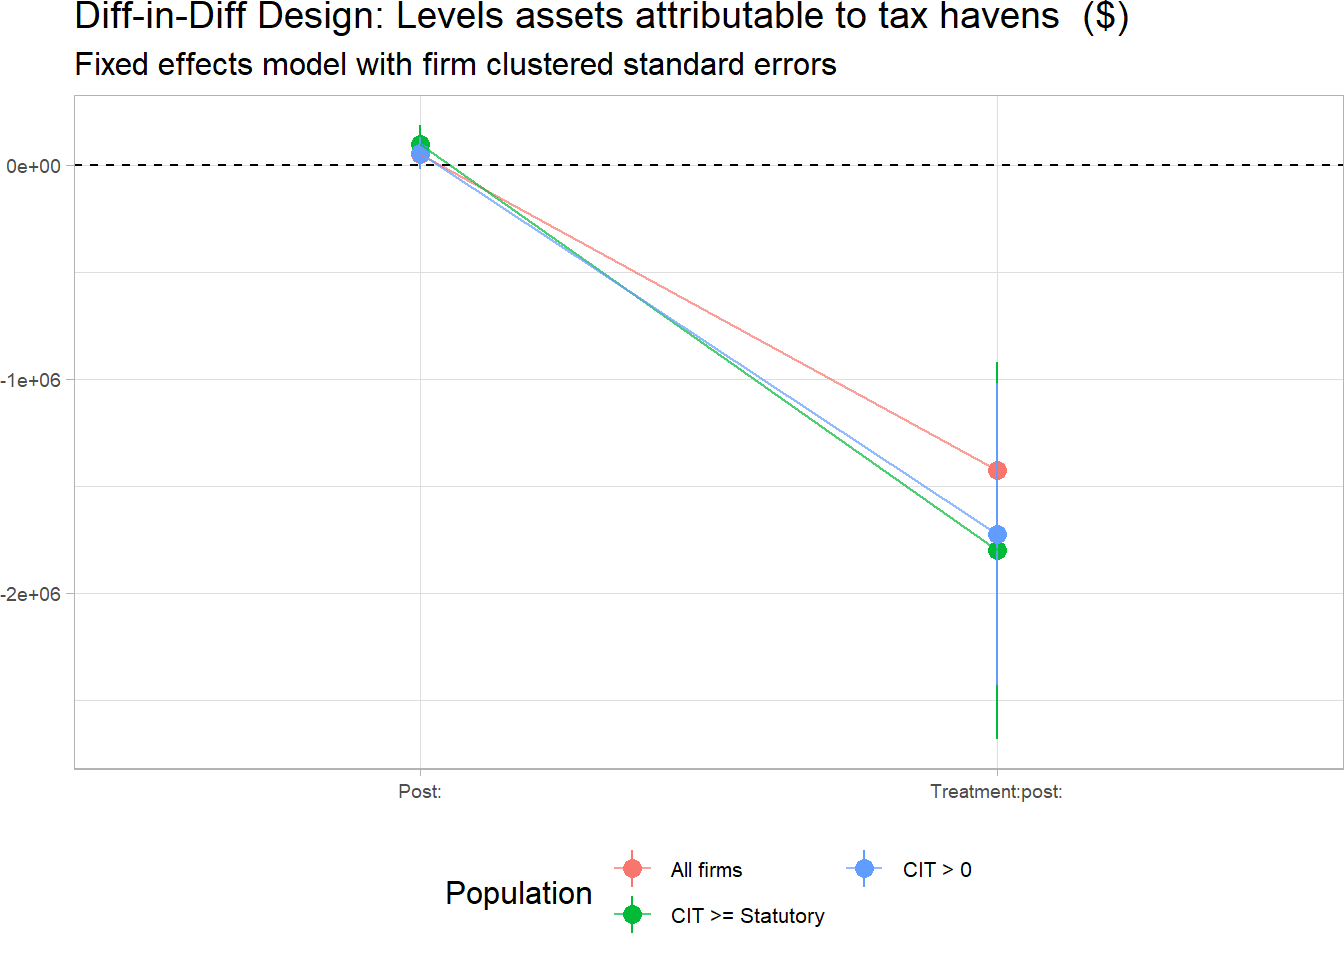 Diff-in-Diff Design: Levels assets attributable to tax havens  ($)
Fixed effects model with firm clustered standard errors
0e+00
-1e+06
-2e+06
Post:
Treatment:post:
Population
All firms
CIT > 0
CIT >= Statutory